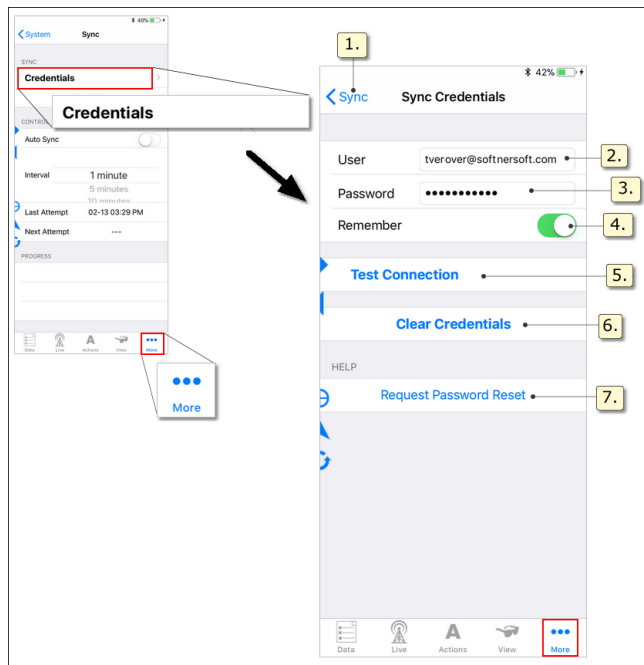 40%
System Sync
SYNC
Credentials
Credentials
Auto Sync
Interval 1 minute
5 minutes
10 minutes
Last Attempt 02-13 03:29 PM
Next Attempt ---
PROGRESS
Data Live Actions View More
More
1.
42%
Sync Sync Credentials
User tverover@softnersoft.com 2.
Password ●●●●●●●●●●● 3.
Remember 4.
Test Connection 5.
Clear Credentials 6.
HELP
Request Password Reset 7.
Data Live Actions View More